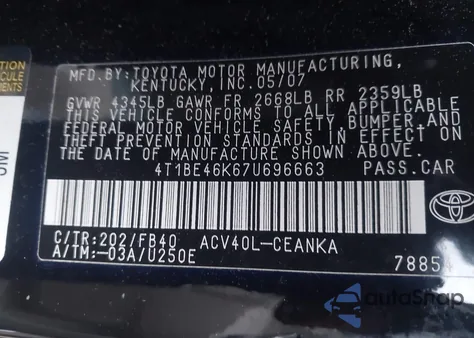 MFD.BY:TOYOTA MOTOR MANUFACTURING,
KENTUCKY, INC.05/07
GVWR 4345LB GAWR FR 2668LB RR 2359LB
THIS VEHICLE CONFORMS TO ALL APPLICABLE
FEDERAL MOTOR VEHICLE SAFETY BUMPER, AND
THEFT PREVENTION STANDARDS IN EFFECT ON
THE DATE OF MANUFACTURE SHOWN ABOVE.
4T1BE46K67U696663 PASS.CAR
C/TR:202/FB40 ACV40L-CEANKA
A/TM:-03A/U250E
7885
TOYOTA
AutoSnap